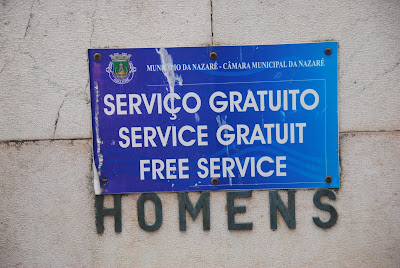 MUNICÍPIO DA NAZARÉ - CÂMARA MUNICIPAL DA NAZARÉ
SERVIÇO GRATUITO
SERVICE GRATUIT
FREE SERVICE
HOMENS